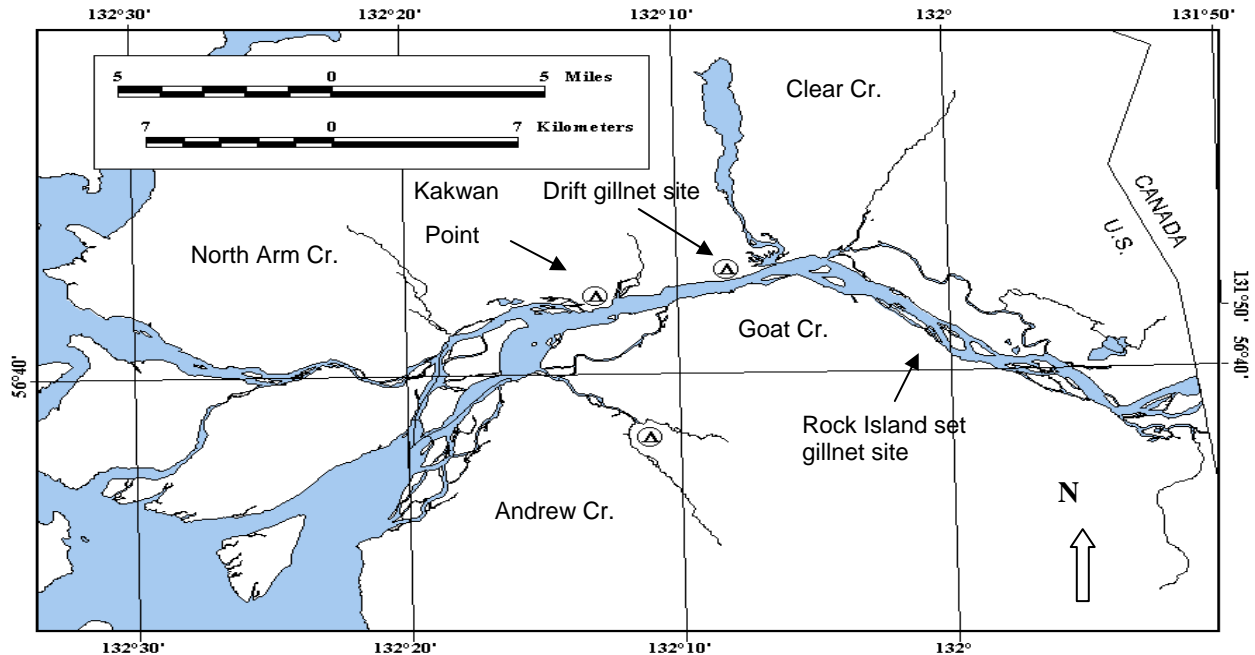 132°30' 132°20' 132°10' 132° 131°50'
5 0 5 Miles
7 0 7 Kilometers
Clear Cr.
Kakwan
Point
Drift gillnet site
North Arm Cr.
CANADA
U.S.
131°50'
Goat Cr.
56°40'
56°40'
Rock Island set
gillnet site
Andrew Cr.
N
132°30' 132°20' 132°10' 132°